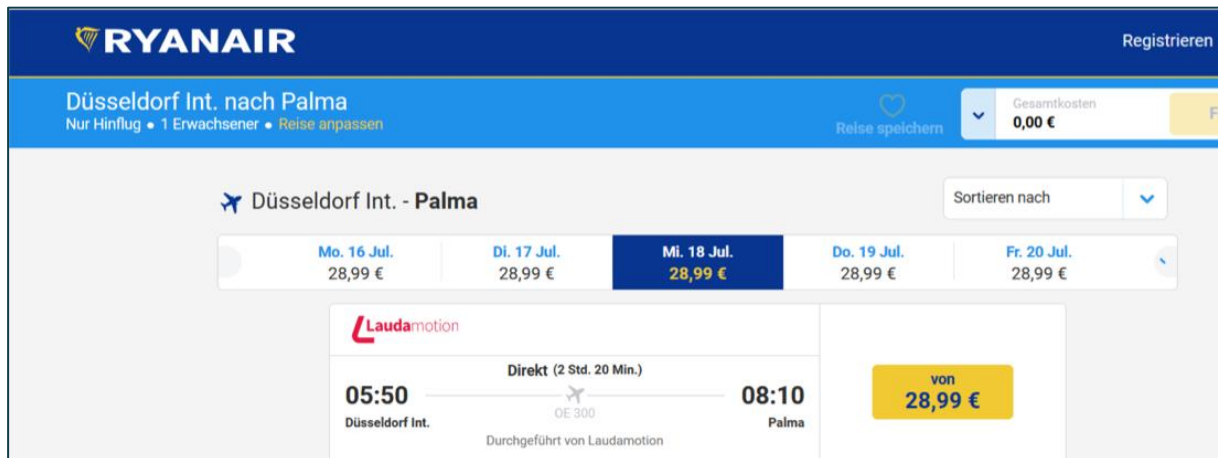 RYANAIR
Registrieren
Düsseldorf Int. nach Palma
Nur Hinflug • 1 Erwachsener • Reise anpassen
Reise speichern
Gesamtkosten
0,00 €
F
Düsseldorf Int. - Palma
Sortieren nach
Mo. 16 Jul.
28,99 €
Di. 17 Jul.
28,99 €
Mi. 18 Jul.
28,99 €
Do. 19 Jul.
28,99 €
Fr. 20 Jul.
28,99 €
Laudamotion
Direkt (2 Std. 20 Min.)
05:50
08:10
OE 300
Düsseldorf Int.
Palma
Durchgeführt von Laudamotion
von
28,99 €